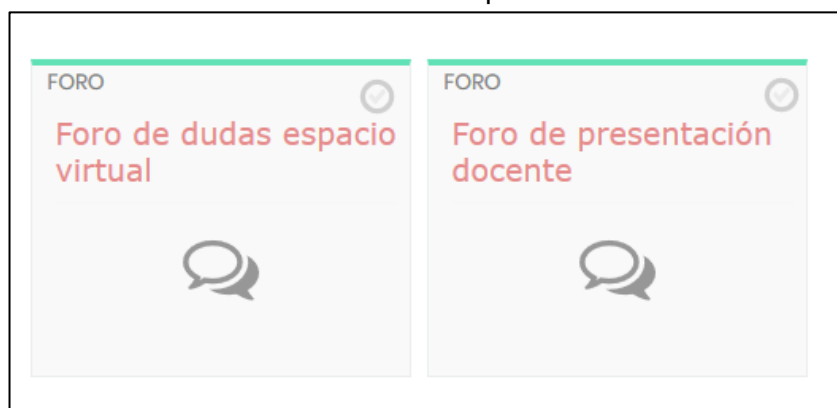 FORO
Foro de dudas espacio
virtual
FORO
Foro de presentación
docente